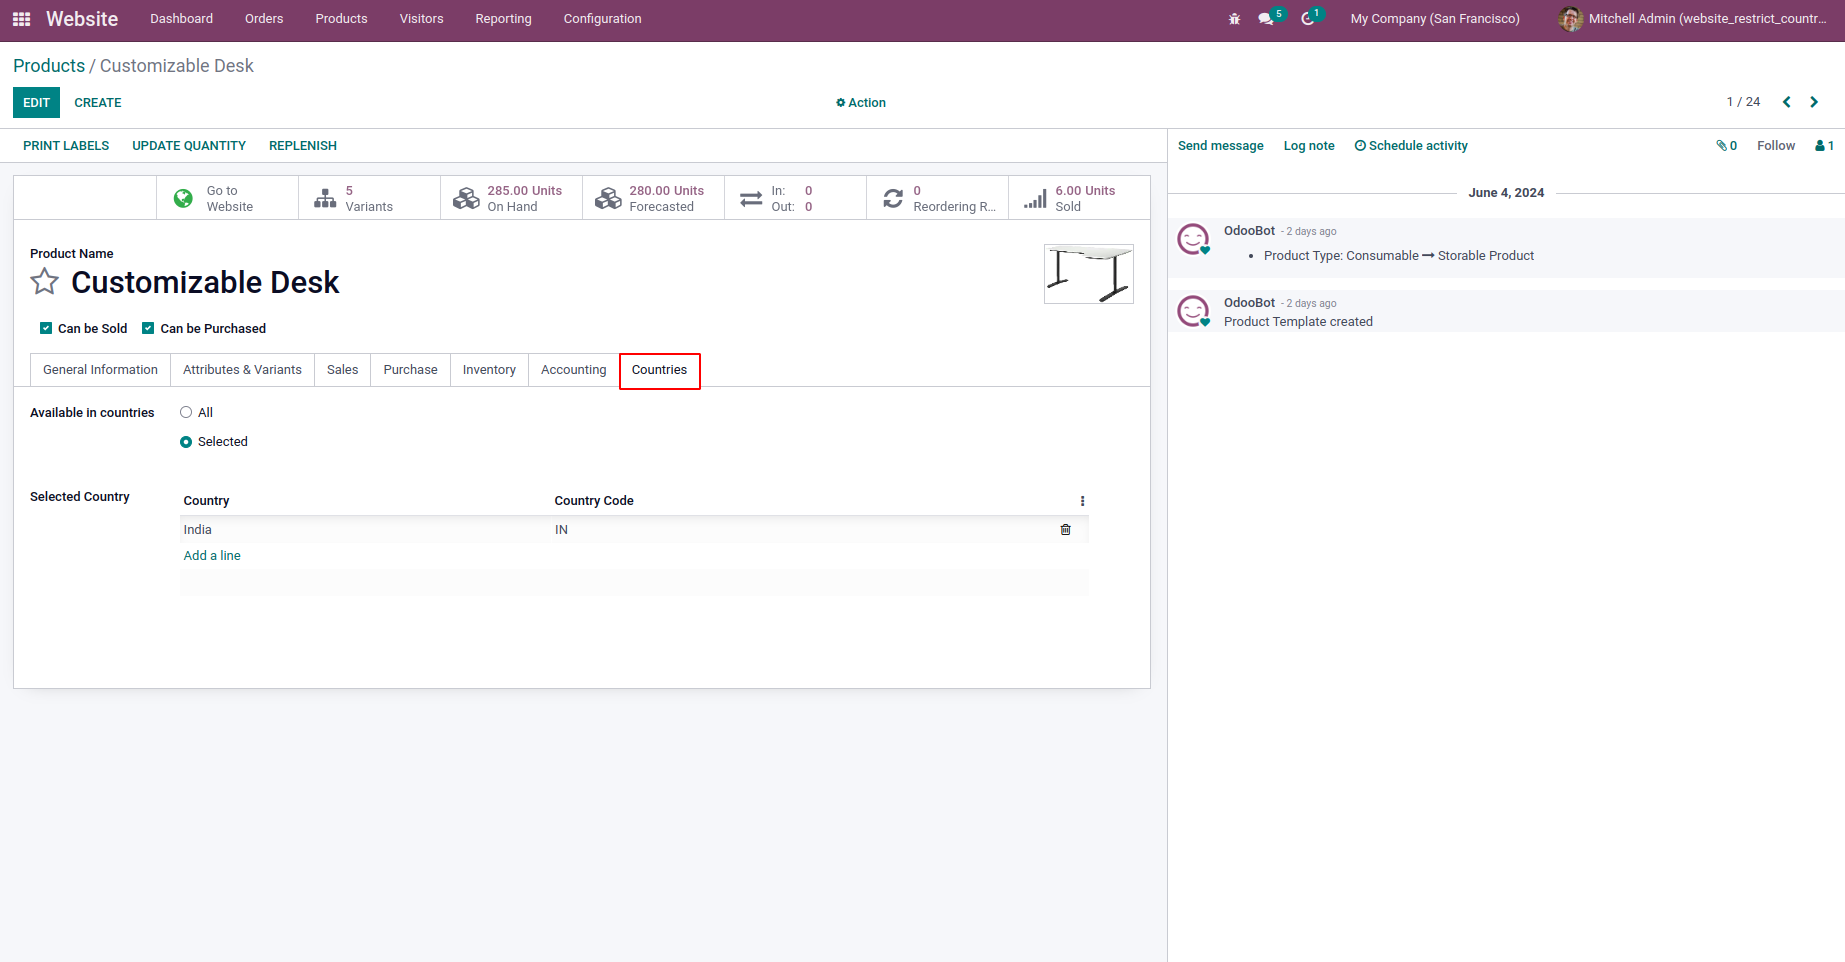 Website Dashboard Orders Products Visitors Reporting Configuration 5 1 My Company (San Francisco) Mitchell Admin (website_restrict_countr...
Products / Customizable Desk
EDIT CREATE Action 1 / 24
PRINT LABELS UPDATE QUANTITY REPLENISH
Go to Website
5 Variants
285.00 Units On Hand
280.00 Units Forecasted
In: 0
Out: 0
0 Reordering R...
6.00 Units Sold
Product Name
Customizable Desk
Can be Sold Can be Purchased
General Information Attributes & Variants Sales Purchase Inventory Accounting Countries
Available in countries All
Selected
Selected Country
Country Country Code
India IN
Add a line
Send message Log note Schedule activity 0 Follow 1
June 4, 2024
OdooBot - 2 days ago
• Product Type: Consumable → Storable Product
OdooBot - 2 days ago
Product Template created